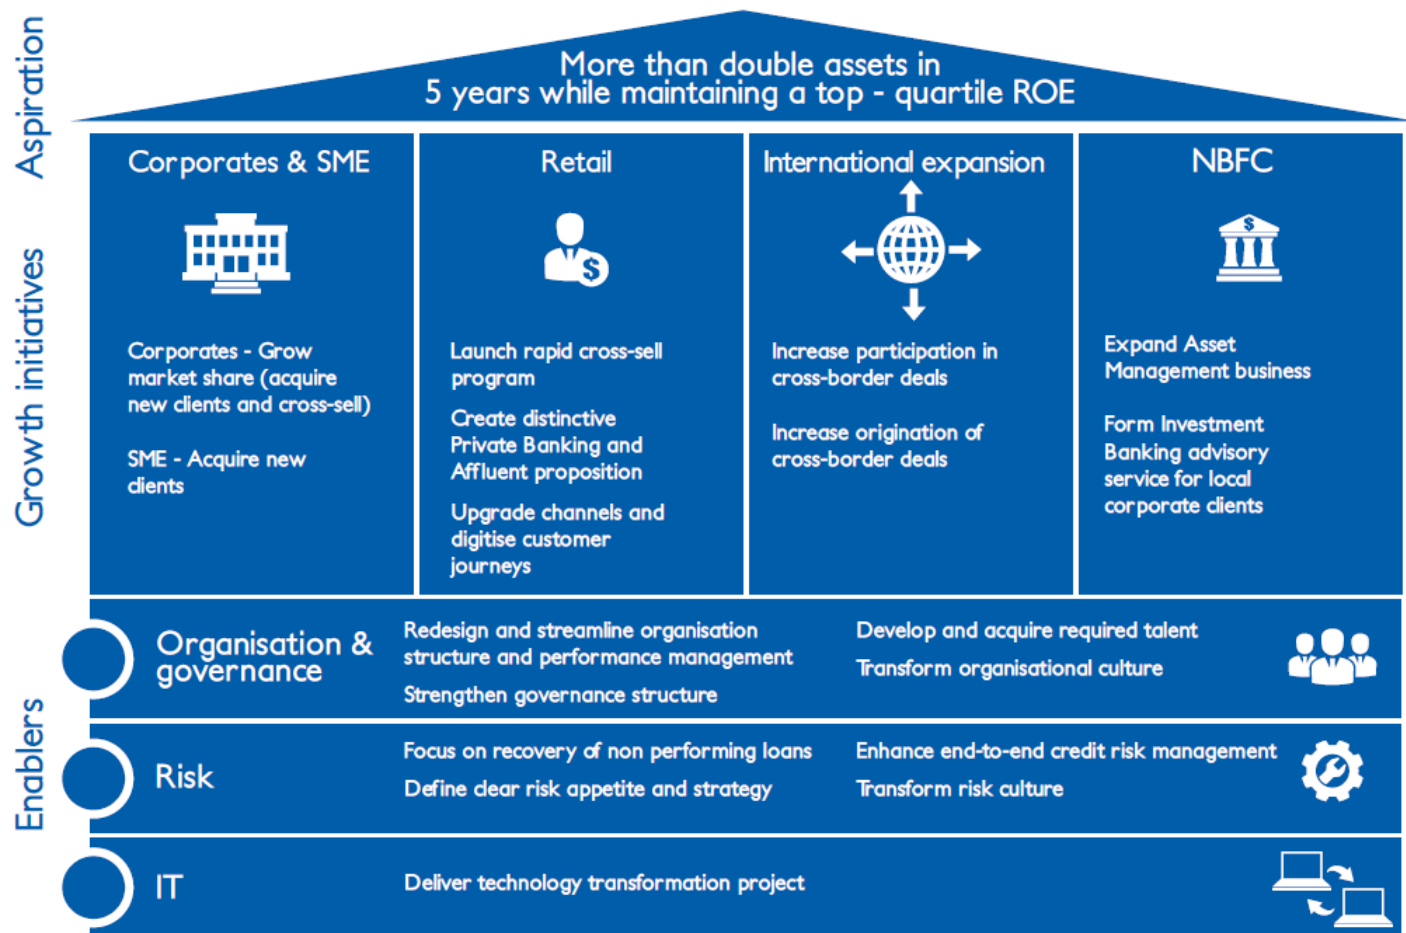 Aspiration
More than double assets in
5 years while maintaining a top - quartile ROE
Growth initiatives
Corporates & SME
Corporates - Grow
market share (acquire
new clients and cross-sell)
SME - Acquire new
clients
Retail
$
Launch rapid cross-sell
program
Create distinctive
Private Banking and
Affluent proposition
Upgrade channels and
digitise customer
journeys
International expansion
Increase participation in
cross-border deals
Increase origination of
cross-border deals
NBFC
$
Expand Asset
Management business
Form Investment
Banking advisory
service for local
corporate clients
Enablers
Organisation &
governance
Redesign and streamline organisation
structure and performance management
Strengthen governance structure
Develop and acquire required talent
Transform organisational culture
Risk
Focus on recovery of non performing loans
Define clear risk appetite and strategy
Enhance end-to-end credit risk management
Transform risk culture
IT
Deliver technology transformation project